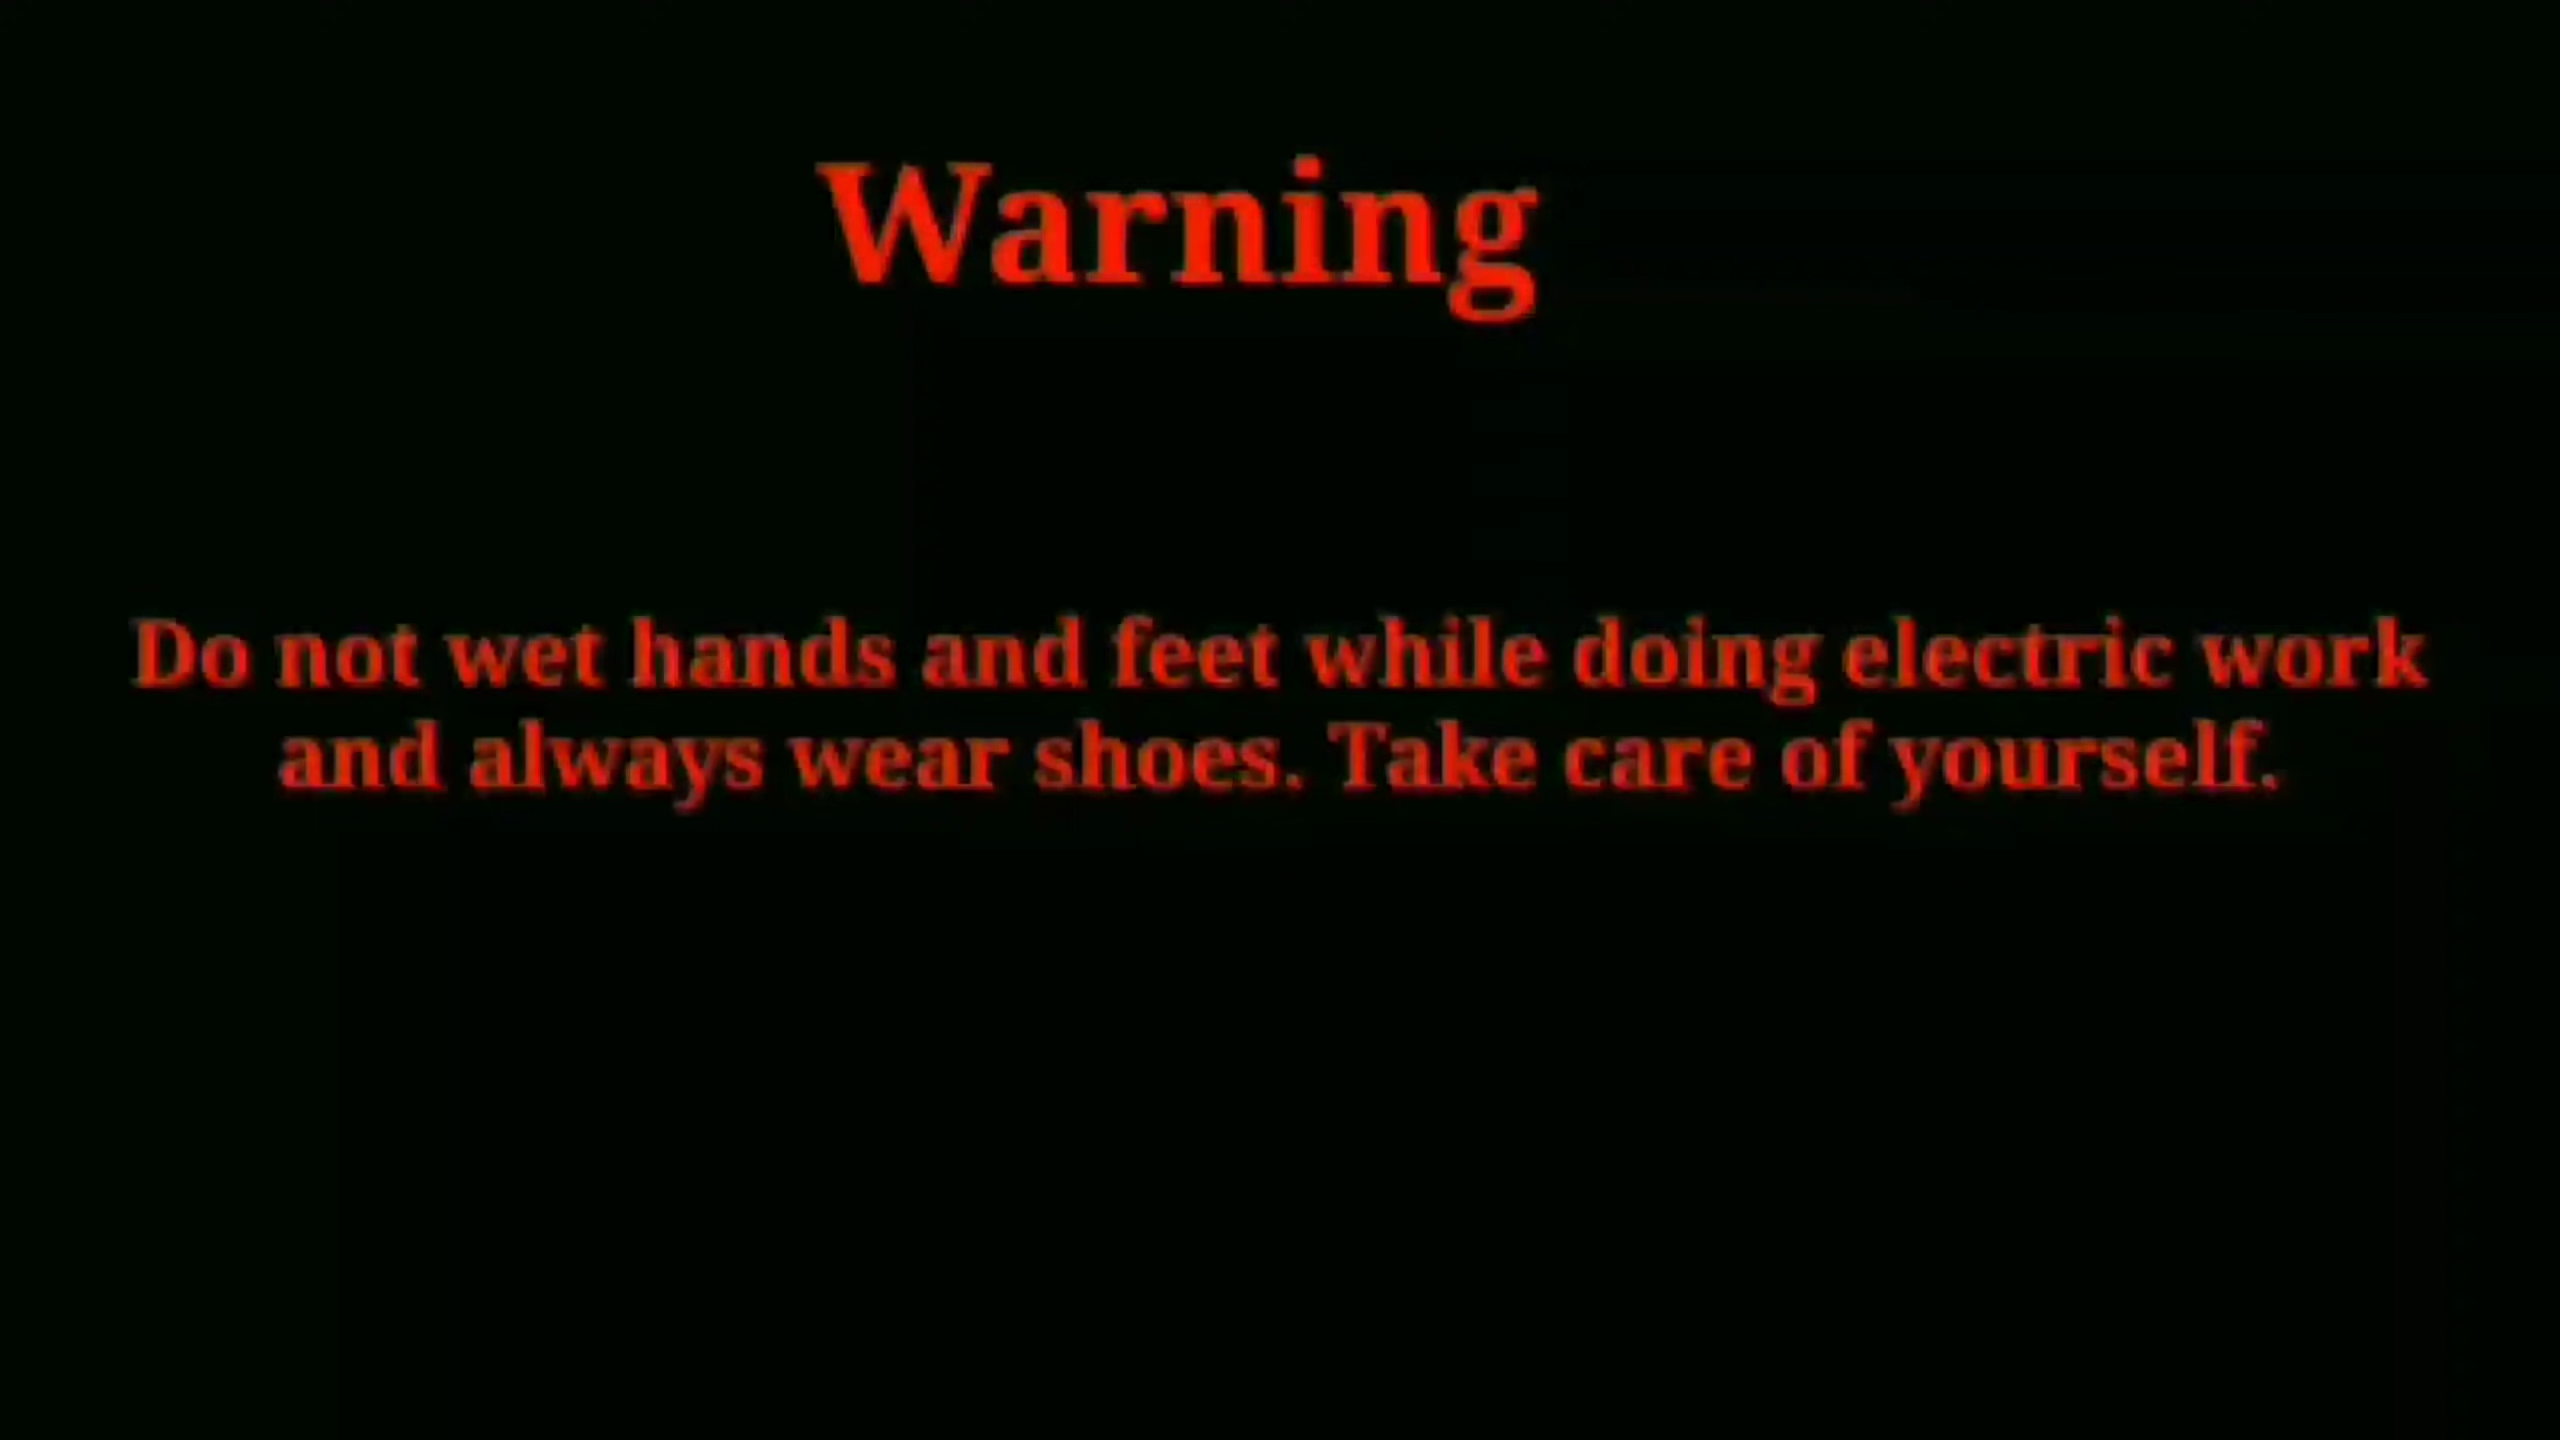 Warning
Do not wet hands and feet while doing electric work
and always wear shoes. Take care of yourself.